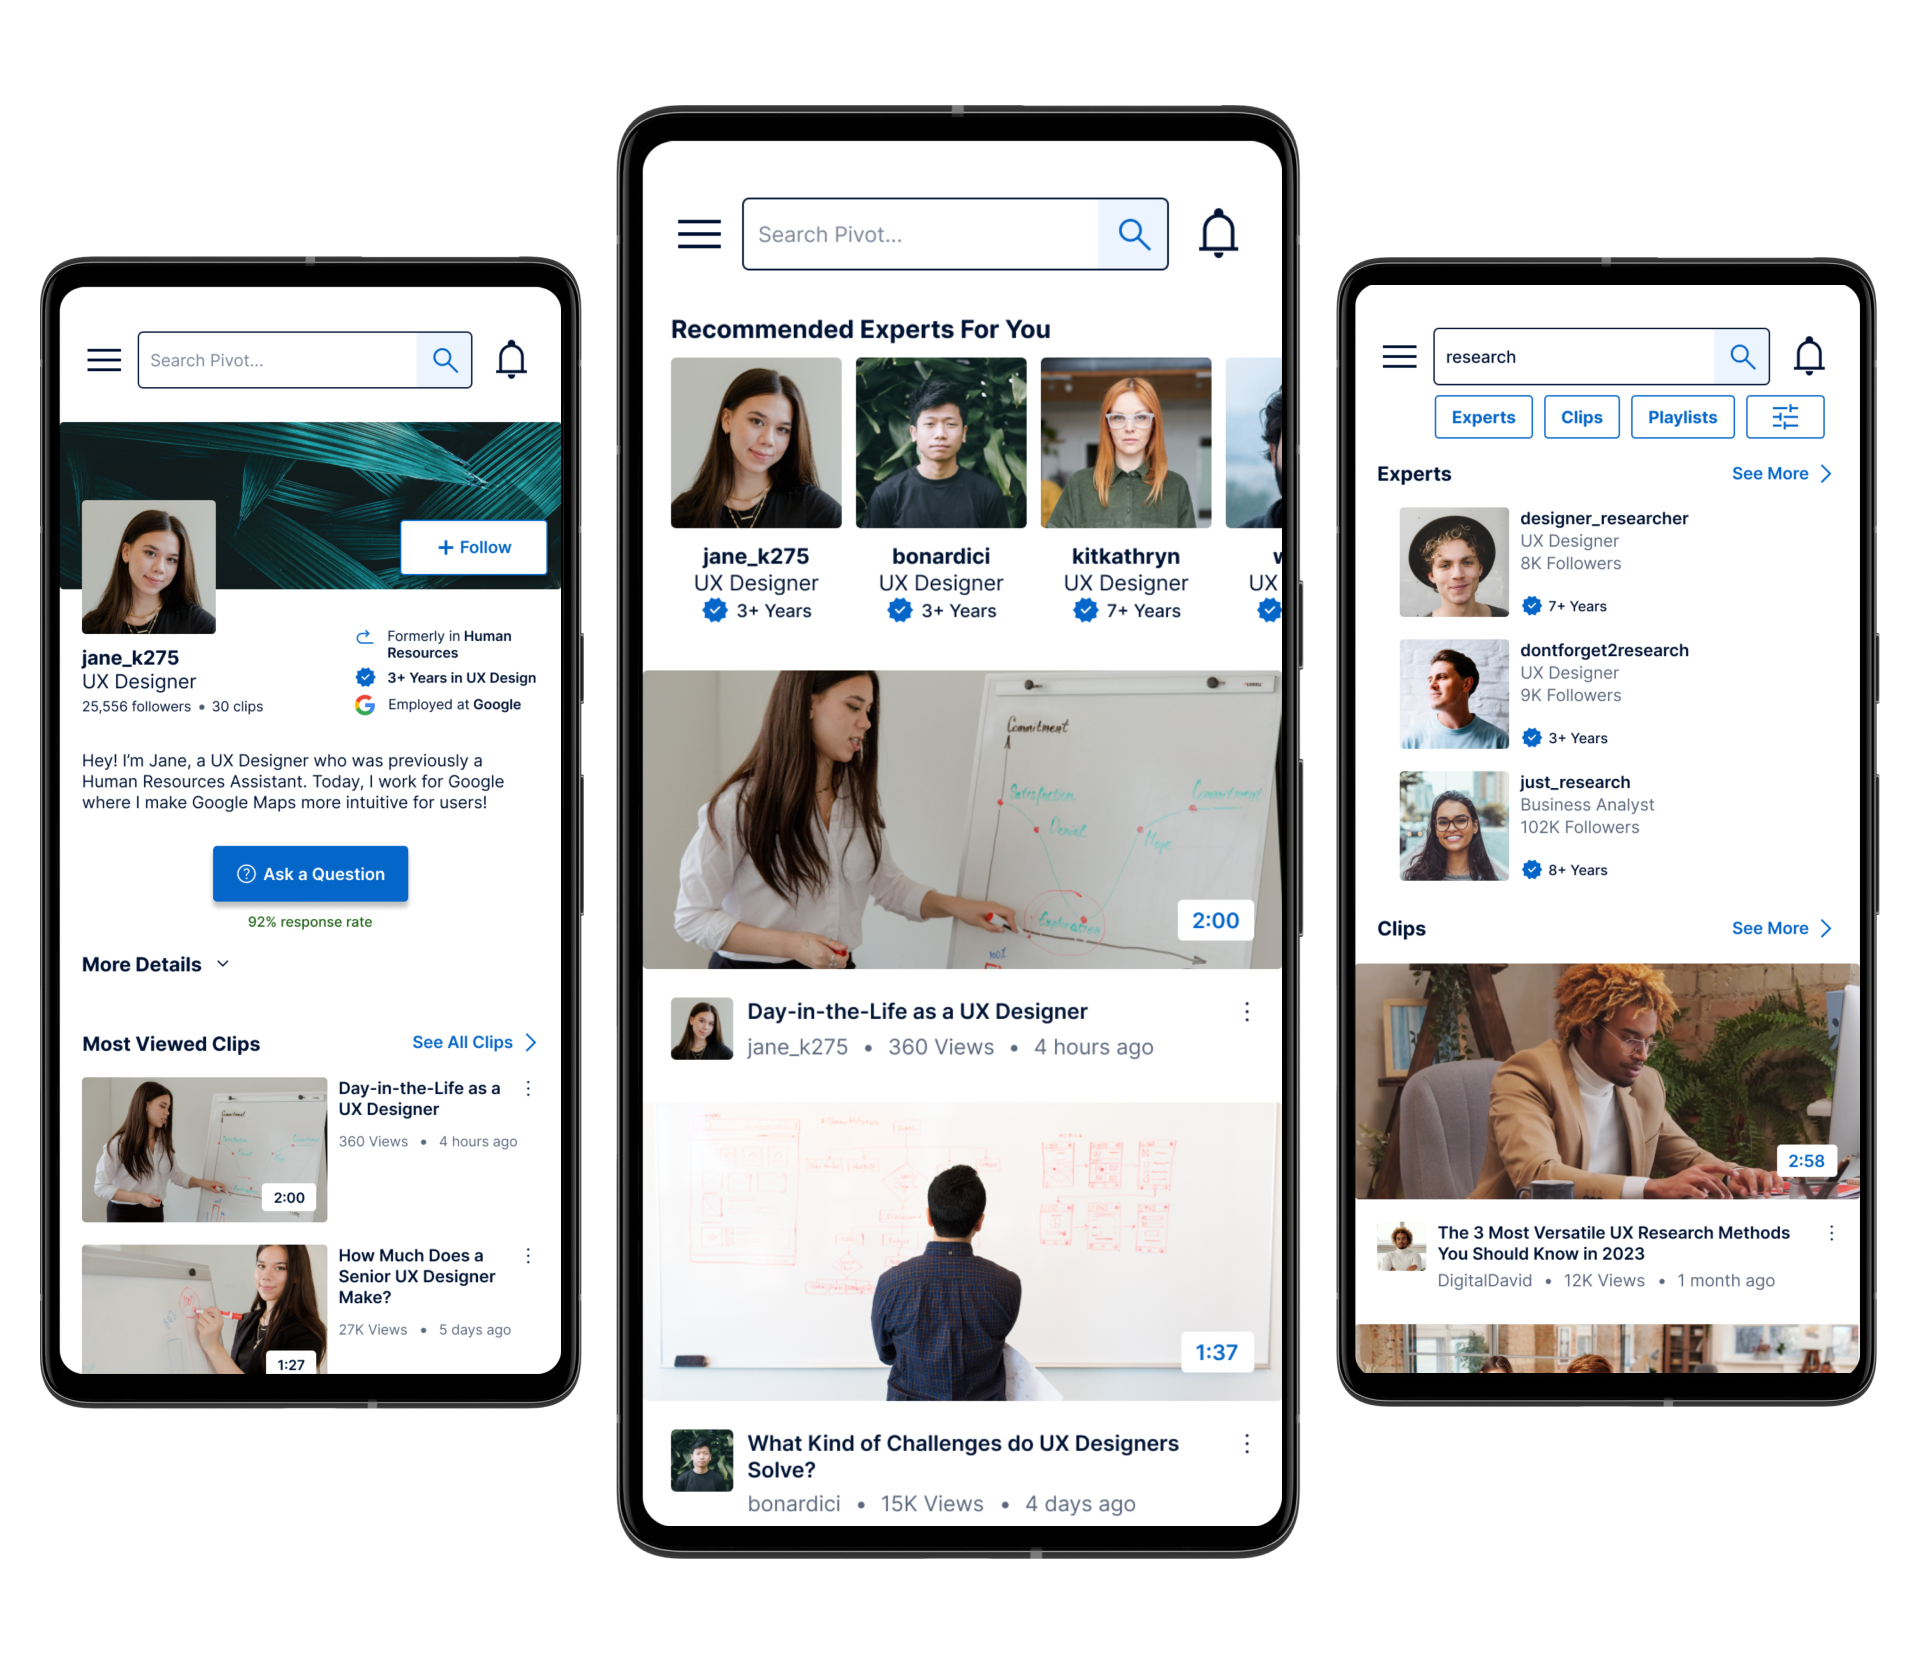 Search Pivot...
+ Follow
jane_k275
UX Designer
25,556 followers • 30 clips
Formerly in Human
Resources
3+ Years in UX Design
Employed at Google
Hey! I'm Jane, a UX Designer who was previously a
Human Resources Assistant. Today, I work for Google
where I make Google Maps more intuitive for users!
Ask a Question
92% response rate
More Details
Most Viewed Clips
See All Clips
Day-in-the-Life as a
UX Designer
360 Views • 4 hours ago
2:00
How Much Does a
Senior UX Designer
Make?
27K Views • 5 days ago
1:27
Search Pivot...
Recommended Experts For You
jane_k275
UX Designer
3+ Years
bonardici
UX Designer
3+ Years
kitkathryn
UX Designer
7+ Years
UX
Commitment
Satisfaction
Denial
Hope
Commitment
Exploration
2:00
Day-in-the-Life as a UX Designer
jane_k275 • 360 Views • 4 hours ago
1:37
What Kind of Challenges do UX Designers
Solve?
bonardici • 15K Views • 4 days ago
research
Experts
Clips
Playlists
Experts
See More
designer_researcher
UX Designer
8K Followers
7+ Years
dontforget2research
UX Designer
9K Followers
3+ Years
just_research
Business Analyst
102K Followers
8+ Years
Clips
See More
2:58
The 3 Most Versatile UX Research Methods
You Should Know in 2023
DigitalDavid • 12K Views • 1 month ago